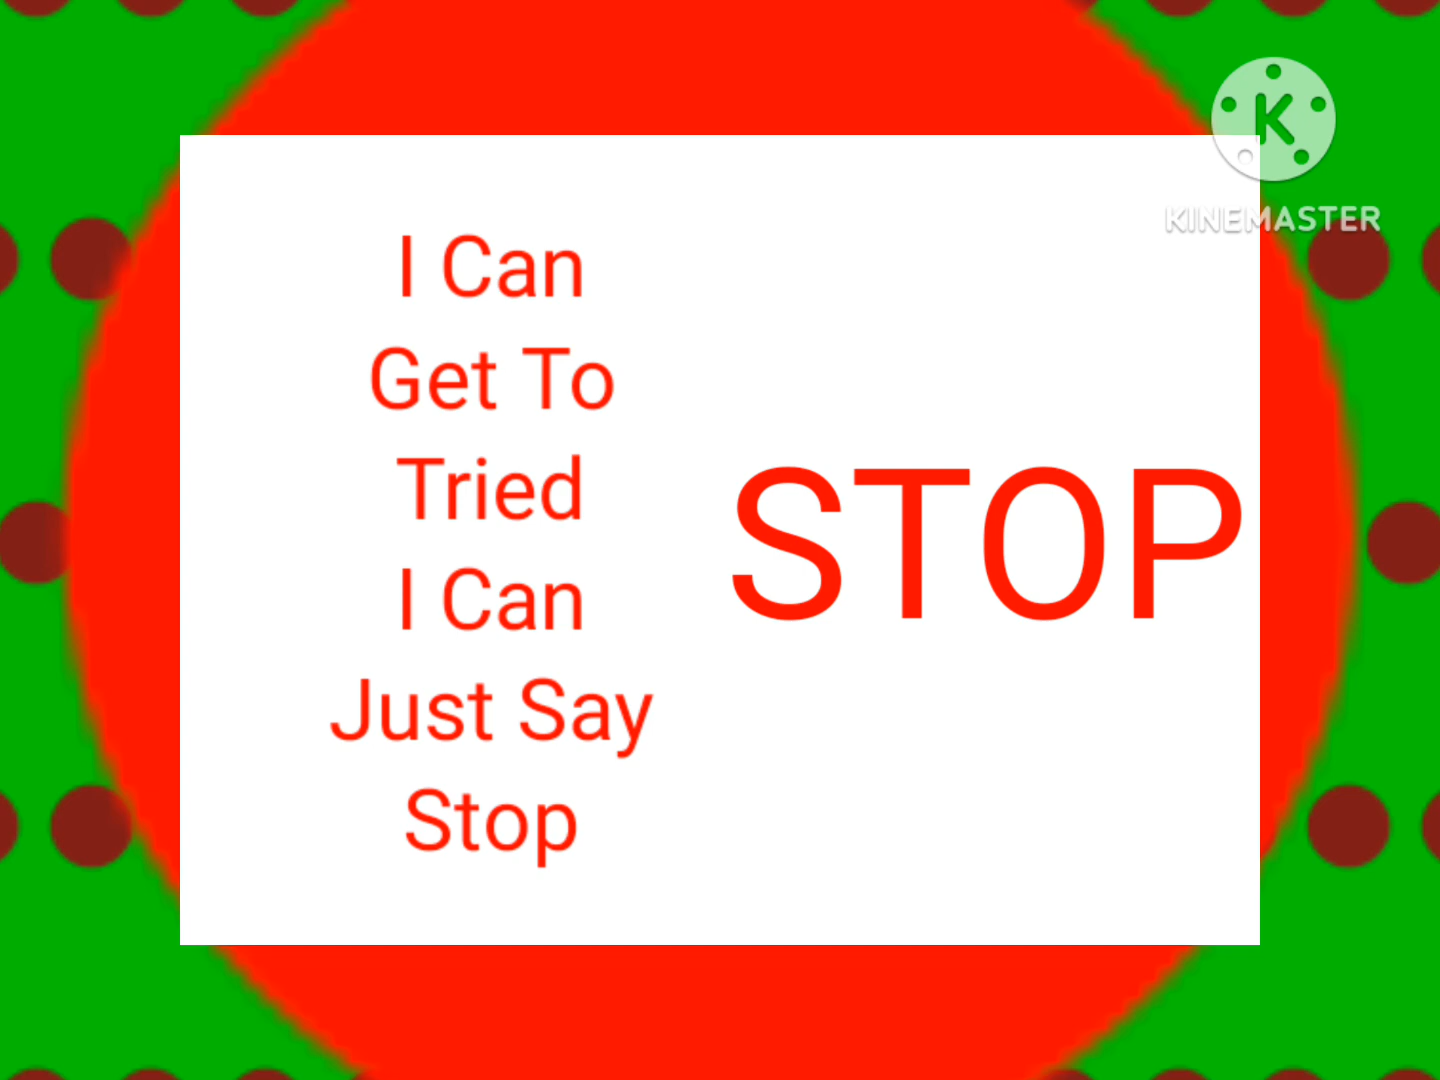 I Can
Get To
Tried
I Can
Just Say
Stop
STOP
K
KINEMASTER